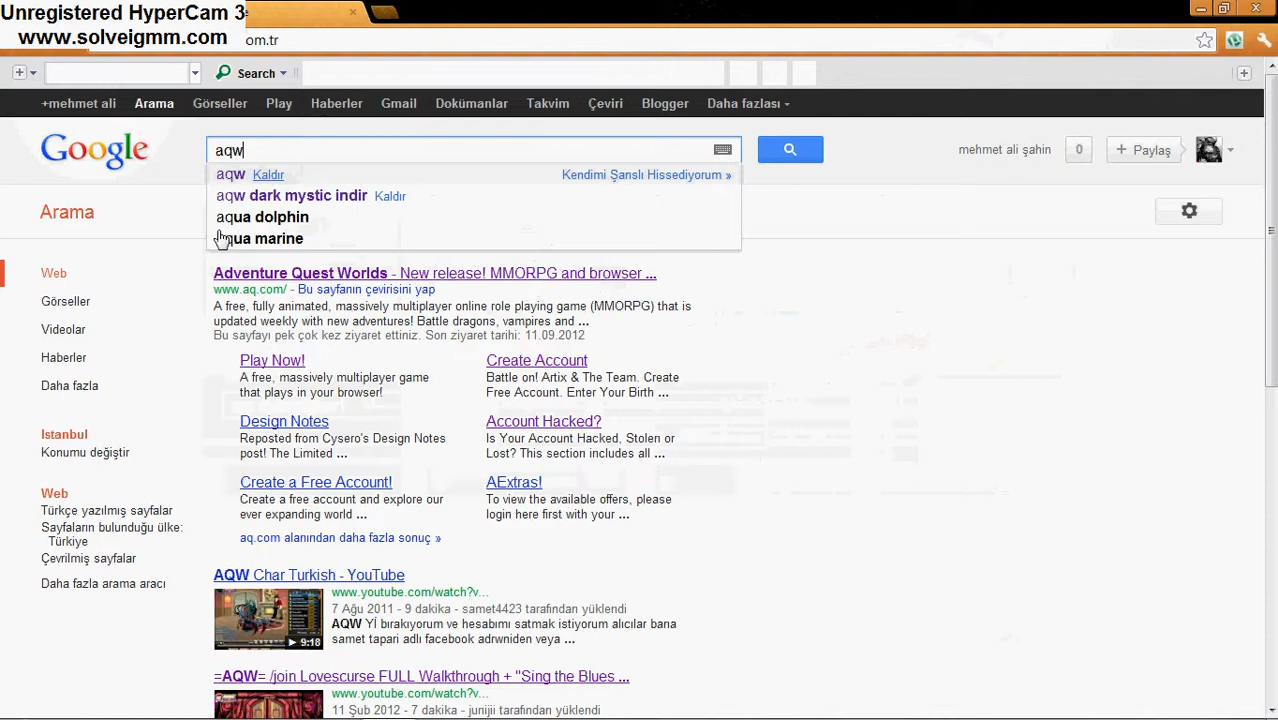 Unregistered HyperCam 3
www.solveigmm.com
om.tr
Search
+mehmet ali Arama Görseller Play Haberler Gmail Dokümanlar Takvim Çeviri Blogger Daha fazlası
Google
aqw
mehmet ali şahin 0 + Paylaş
aqw Kaldır Kendimi Şanslı Hissediyorum »
aqw dark mystic indir Kaldır
aqua dolphin
qua marine
Arama
Web
Görseller
Videolar
Haberler
Daha fazla
Istanbul
Konumu değiştir
Web
Türkçe yazılmış sayfalar
Sayfaların bulunduğu ülke:
Türkiye
Çevrilmiş sayfalar
Daha fazla arama aracı
Adventure Quest Worlds - New release! MMORPG and browser ...
www.aq.com/ - Bu sayfanın çevirisini yap
A free, fully animated, massively multiplayer online role playing game (MMORPG) that is
updated weekly with new adventures! Battle dragons, vampires and ...
Bu sayfayı pek çok kez ziyaret ettiniz. Son ziyaret tarihi: 11.09.2012
Play Now!
A free, massively multiplayer game
that plays in your browser!
Create Account
Battle on! Artix & The Team. Create
Free Account. Enter Your Birth ...
Design Notes
Reposted from Cysero's Design Notes
post! The Limited ...
Account Hacked?
Is Your Account Hacked, Stolen or
Lost? This section includes all ...
Create a Free Account!
Create a free account and explore our
ever expanding world ...
AExtras!
To view the available offers, please
login here first with your ...
aq.com alanından daha fazla sonuç »
AQW Char Turkish - YouTube
www.youtube.com/watch?v...
7 Ağu 2011 - 9 dakika - samet4423 tarafından yüklendi
AQW Yİ bırakıyorum ve hesabımı satmak istiyorum alıcılar bana
samet tapari adlı facebook adrwniden veya ...
9:18
=AQW= /join Lovescurse FULL Walkthrough + "Sing the Blues ...
www.youtube.com/watch?v...
11 Şub 2012 - 7 dakika - junijii tarafından yüklendi